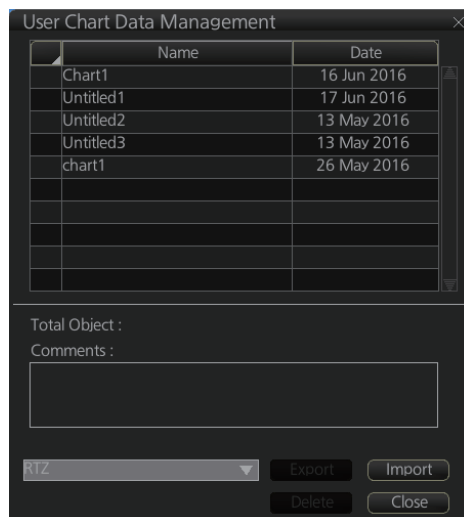 User Chart Data Management
Name Date
Chart1 16 Jun 2016
Untitled1 17 Jun 2016
Untitled2 13 May 2016
Untitled3 13 May 2016
chart1 26 May 2016
Total Object :
Comments :
RTZ Export Import
Delete Close